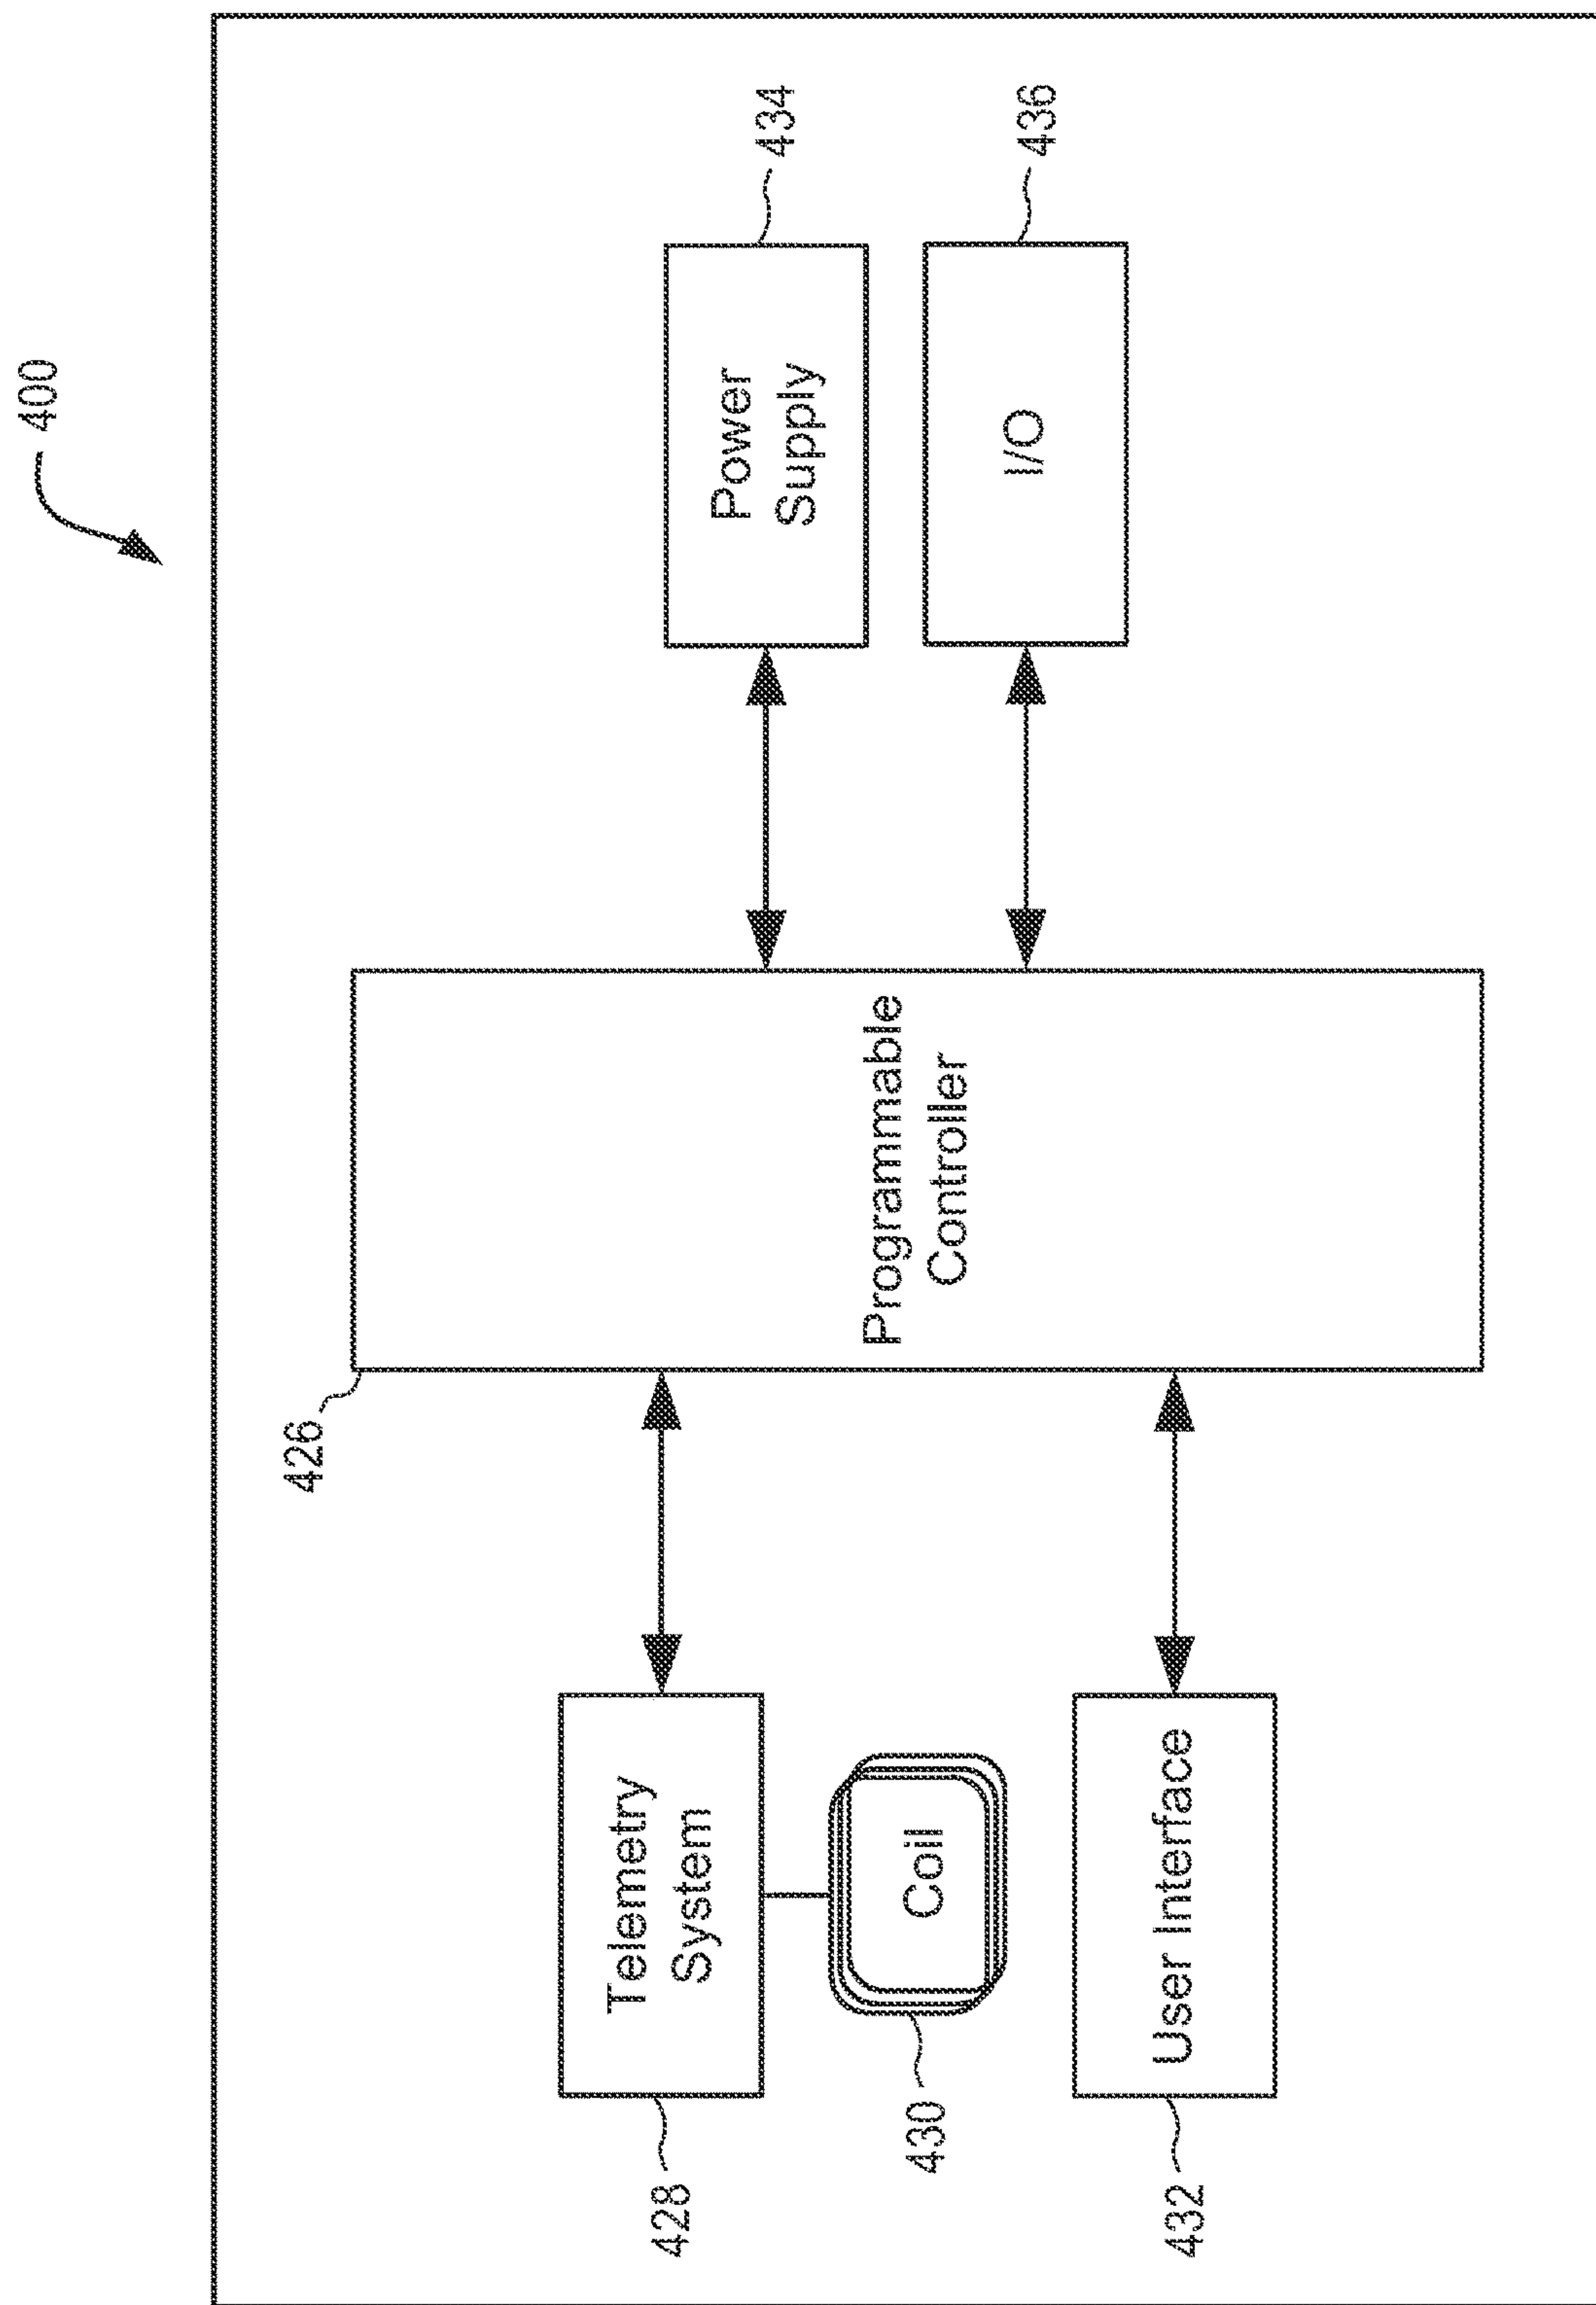 400
426
428
Telemetry
System
430
Coil
432
User Interface
Programmable
Controller
434
Power
Supply
436
I/O